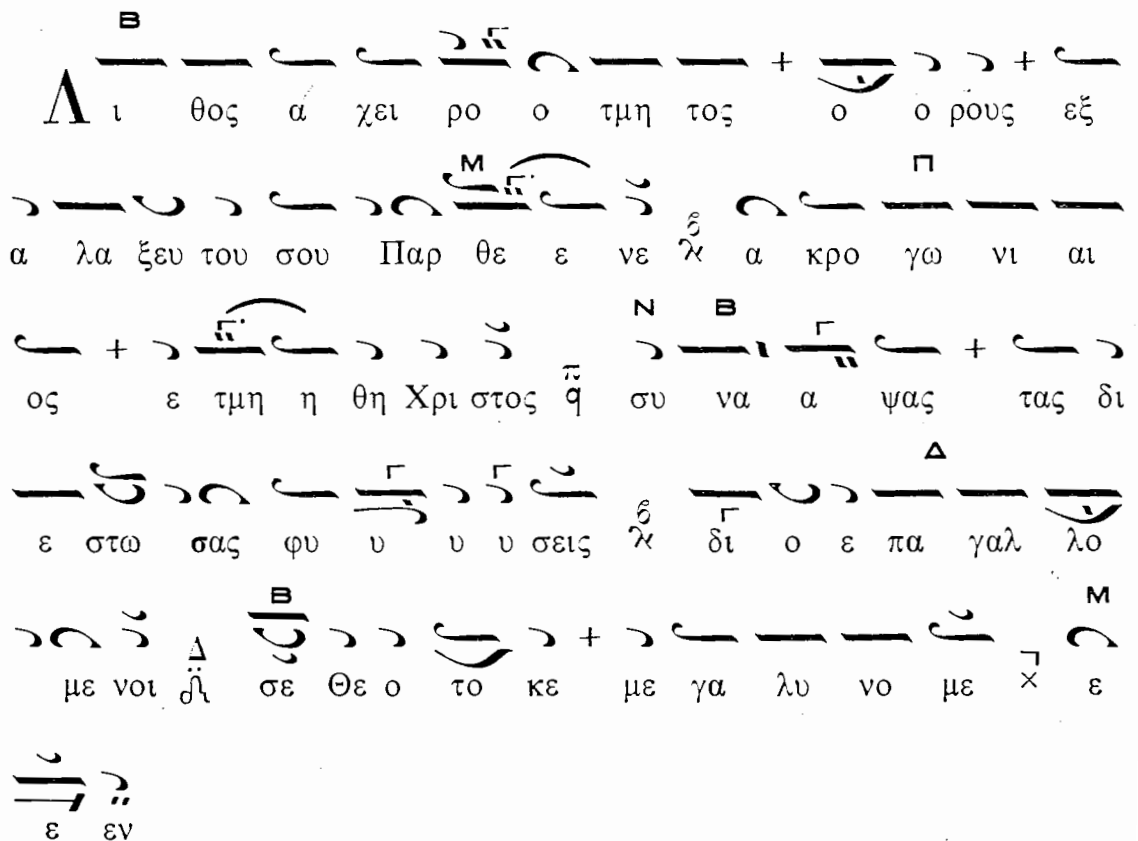 Β
Λ ι θος α χει ρο ο τμη τος + ο ο ρους + εξ
Μ Π
α λα ξευ του σου Παρ θε ε νε α κρο γω νι αι
Ν Β
ος + ε τμη η θη Χρι στος π q συ να α ψας + τας δι
Δ
ε στω σας φυ υ υ υ σεις δι ο ε πα γαλ λο
Β Μ
με νοι Δ σε Θε ο το κε + με γα λυ νο με ε
ε εν